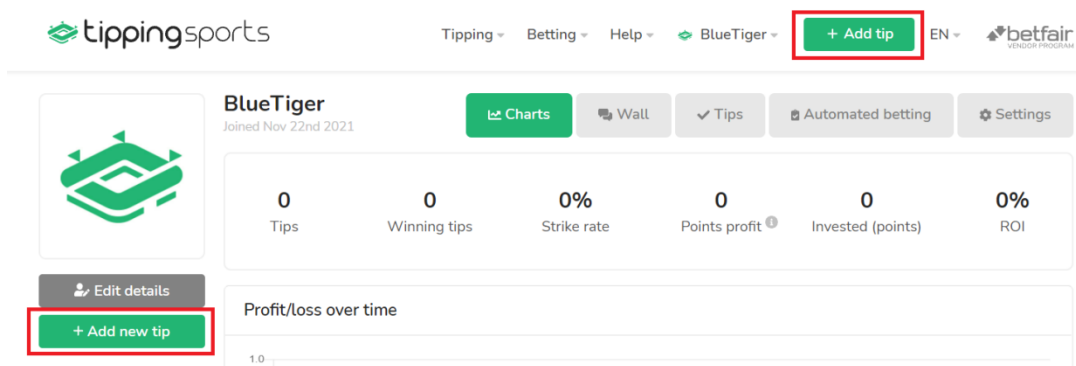 tippingsports
Tipping Betting Help BlueTiger + Add tip EN betfair
VENDOR PROGRAM
BlueTiger
Joined Nov 22nd 2021
Charts Wall Tips Automated betting Settings
0 0 0% 0 0 0%
Tips Winning tips Strike rate Points profit Invested (points) ROI
Edit details
+ Add new tip
Profit/loss over time
1.0